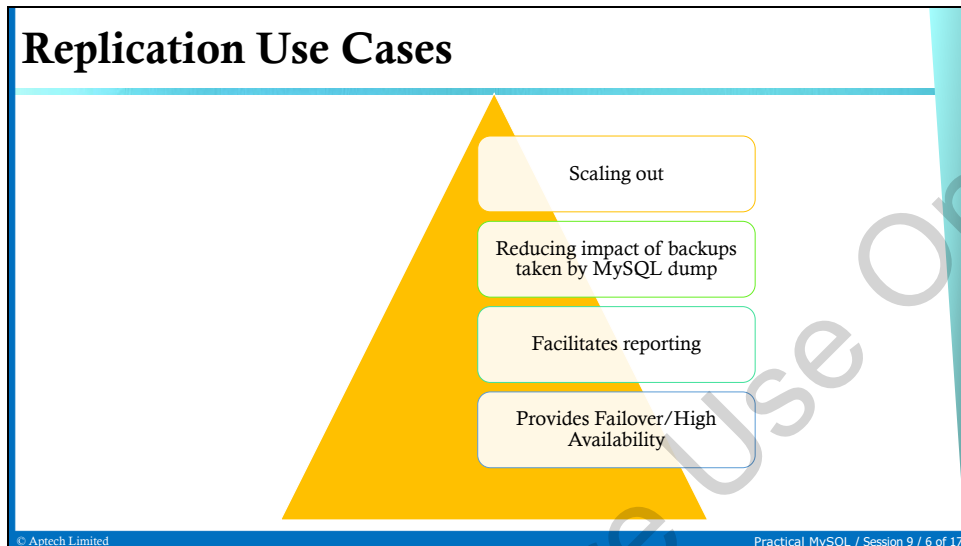 Replication Use Cases
Scaling out
Reducing impact of backups
taken by MySQL dump
Facilitates reporting
Provides Failover/High
Availability
Use
© Aptech Limited
Practical MySQL / Session 9 / 6 of 17